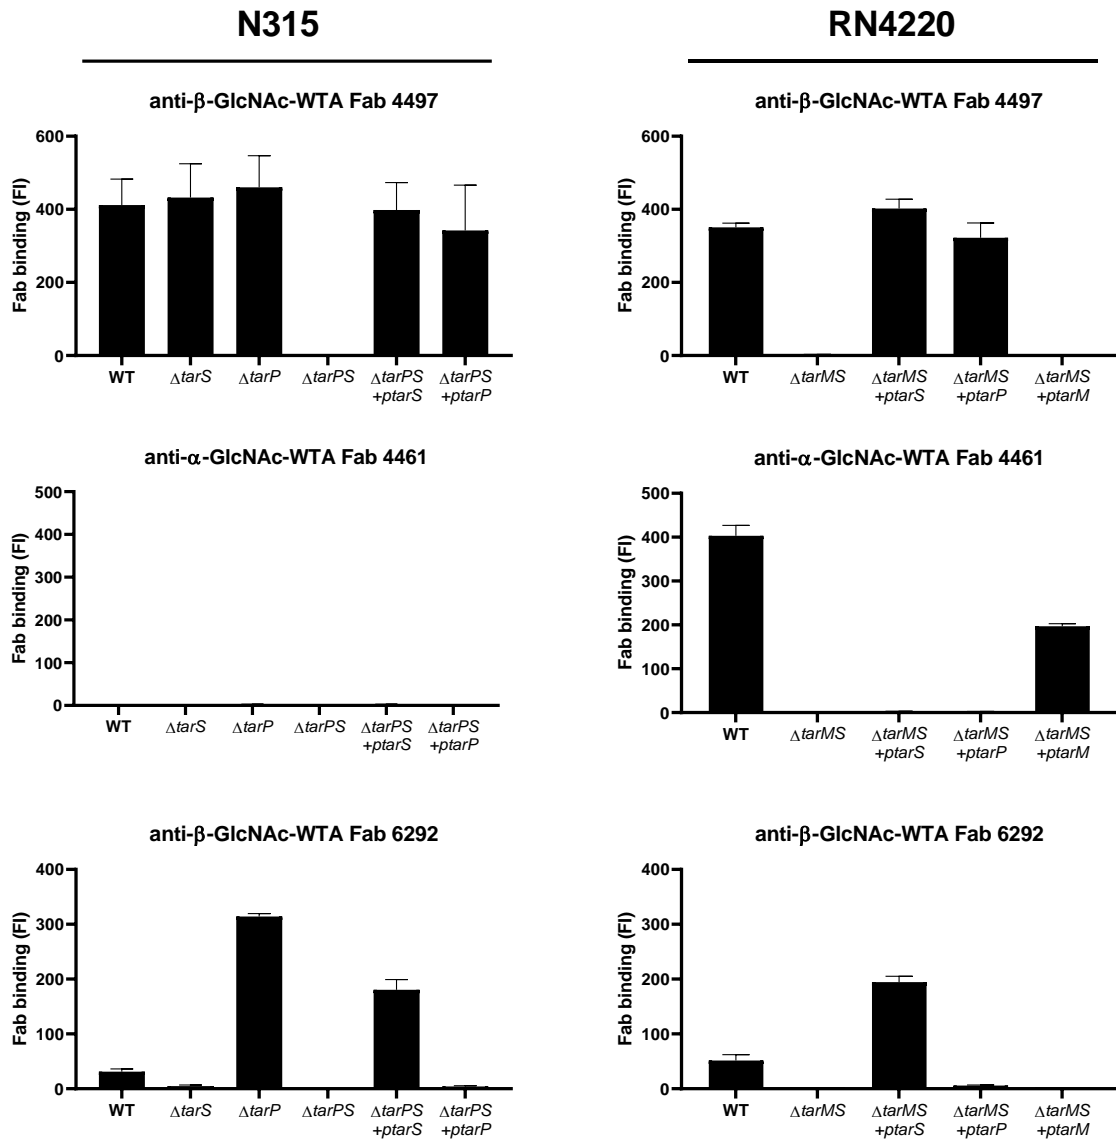 N315
RN4220
anti-β-GlcNAc-WTA Fab 4497
Fab binding (FI)
600
400
200
0
WT ΔtarS ΔtarP ΔtarPS ΔtarPS ΔtarPS
+ptarS +ptarP
anti-β-GlcNAc-WTA Fab 4497
Fab binding (FI)
600
400
200
0
WT ΔtarMS ΔtarMS ΔtarMS ΔtarMS
+ptarS +ptarP +ptarM
anti-α-GlcNAc-WTA Fab 4461
Fab binding (FI)
500
400
300
200
100
0
WT ΔtarS ΔtarP ΔtarPS ΔtarPS ΔtarPS
+ptarS +ptarP
anti-α-GlcNAc-WTA Fab 4461
Fab binding (FI)
500
400
300
200
100
0
WT ΔtarMS ΔtarMS ΔtarMS ΔtarMS
+ptarS +ptarP +ptarM
anti-β-GlcNAc-WTA Fab 6292
Fab binding (FI)
400
300
200
100
0
WT ΔtarS ΔtarP ΔtarPS ΔtarPS ΔtarPS
+ptarS +ptarP
anti-β-GlcNAc-WTA Fab 6292
Fab binding (FI)
400
300
200
100
0
WT ΔtarMS ΔtarMS ΔtarMS ΔtarMS
+ptarS +ptarP +ptarM